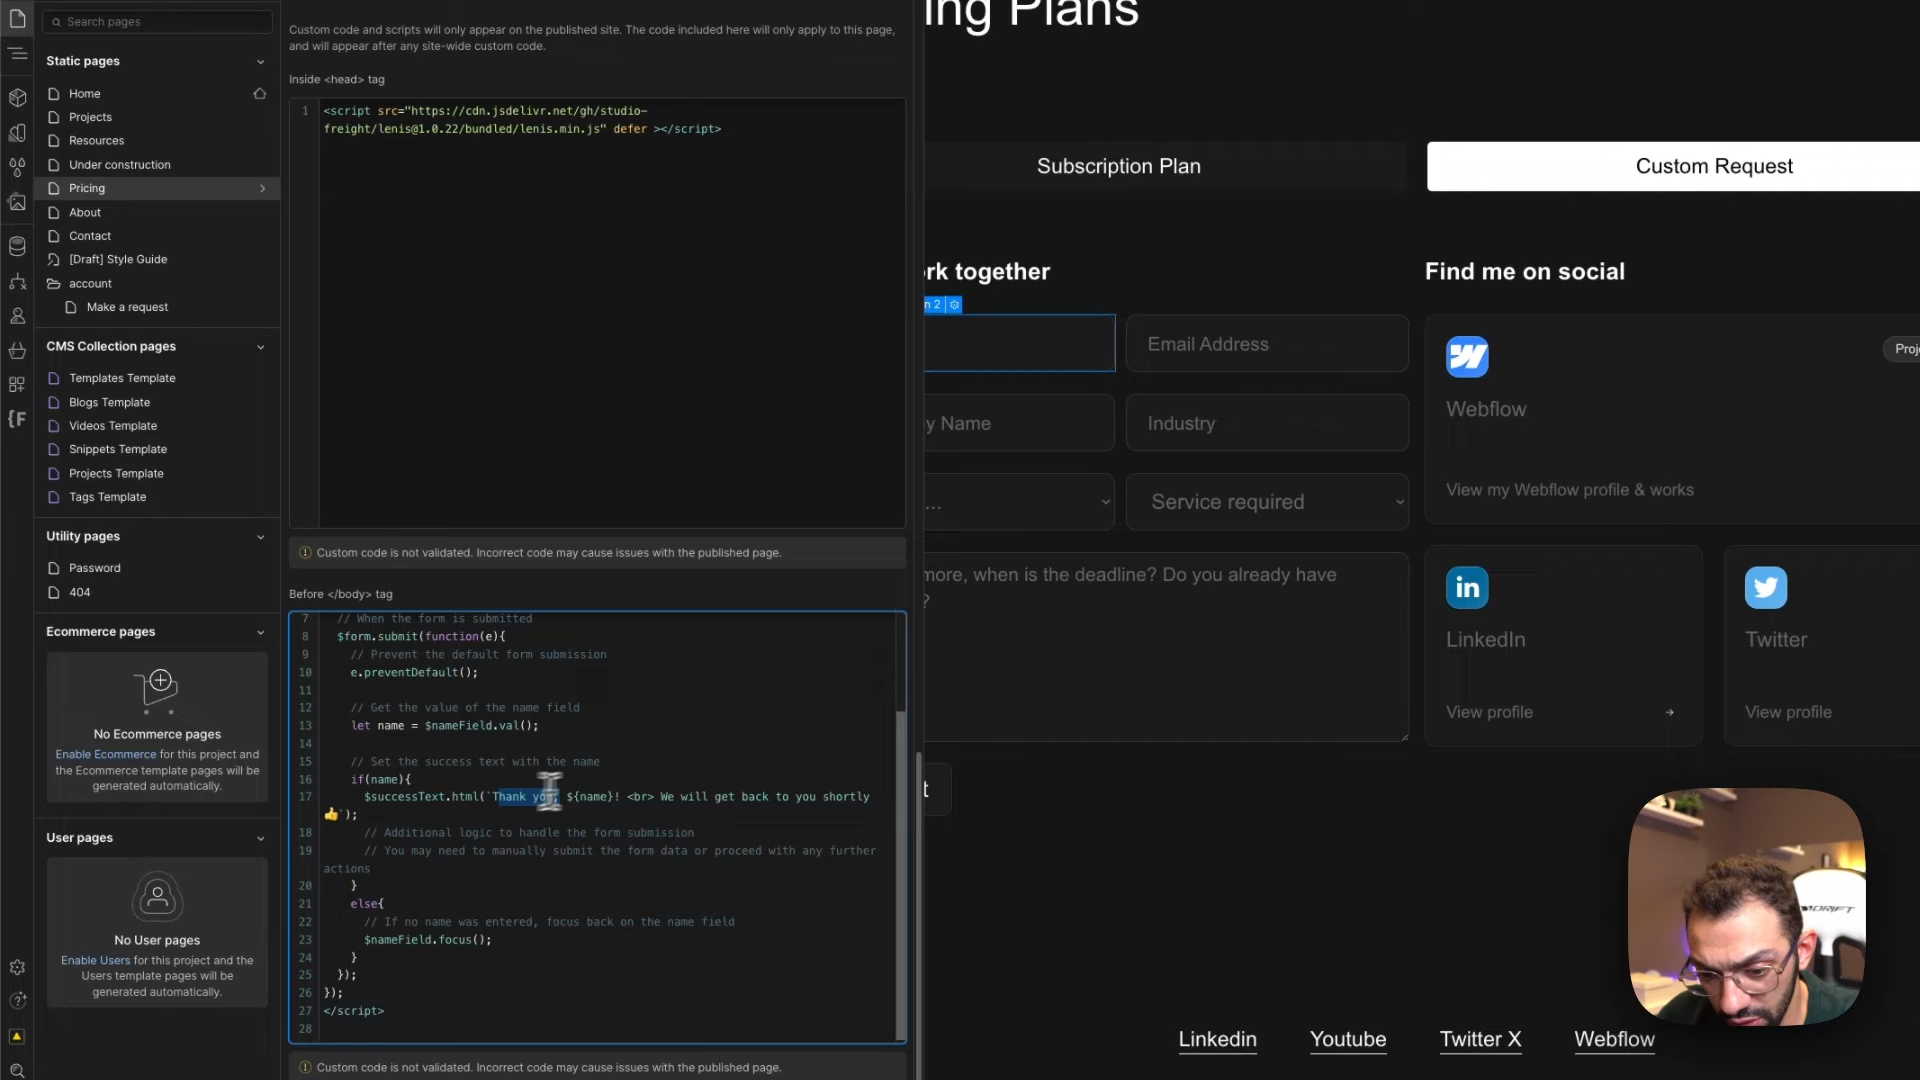 Search pages
Static pages
Home
Projects
Resources
Under construction
Pricing
About
Contact
[Draft] Style Guide
account
Make a request
CMS Collection pages
Templates Template
Blogs Template
Videos Template
Snippets Template
Projects Template
Tags Template
Utility pages
Password
404
Ecommerce pages
No Ecommerce pages
Enable Ecommerce for this project and
the Ecommerce template pages will be
generated automatically.
User pages
No User pages
Enable Users for this project and the
Users template pages will be
generated automatically.
Custom code and scripts will only appear on the published site. The code included here will only apply to this page,
and will appear after any site-wide custom code.
Inside <head> tag
1 <script src="https://cdn.jsdelivr.net/gh/studio-
freight/lenis@1.0.22/bundled/lenis.min.js" defer ></script>
Custom code is not validated. Incorrect code may cause issues with the published page.
Before </body> tag
7 // When the form is submitted
8 $form.submit(function(e){
9 // Prevent the default form submission
10 e.preventDefault();
11
12 // Get the value of the name field
13 let name = $nameField.val();
14
15 // Set the success text with the name
16 if(name){
17 $successText.html(`Thank you, ${name}! <br> We will get back to you shortly
👍`);
18 // Additional logic to handle the form submission
19 // You may need to manually submit the form data or proceed with any further
actions
20 }
21 else{
22 // If no name was entered, focus back on the name field
23 $nameField.focus();
24 }
25 });
26 });
27 </script>
28
Custom code is not validated. Incorrect code may cause issues with the published page.
ing Plans
Subscription Plan
Custom Request
rk together
n 2
Email Address
y Name
Industry
...
Service required
more, when is the deadline? Do you already have
?
t
Find me on social
Proje
Webflow
View my Webflow profile & works
in
LinkedIn
View profile →
Twitter
View profile
Linkedin
Youtube
Twitter X
Webflow